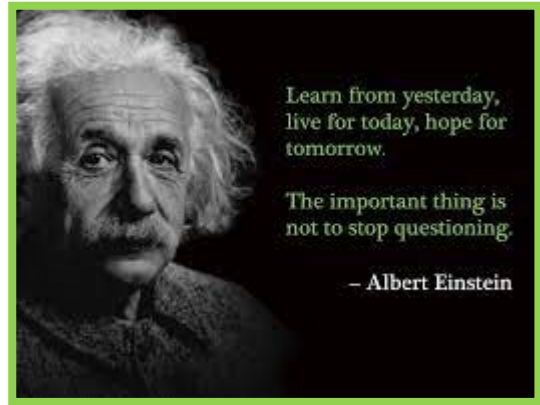 Learn from yesterday,
live for today, hope for
tomorrow.
The important thing is
not to stop questioning.
– Albert Einstein